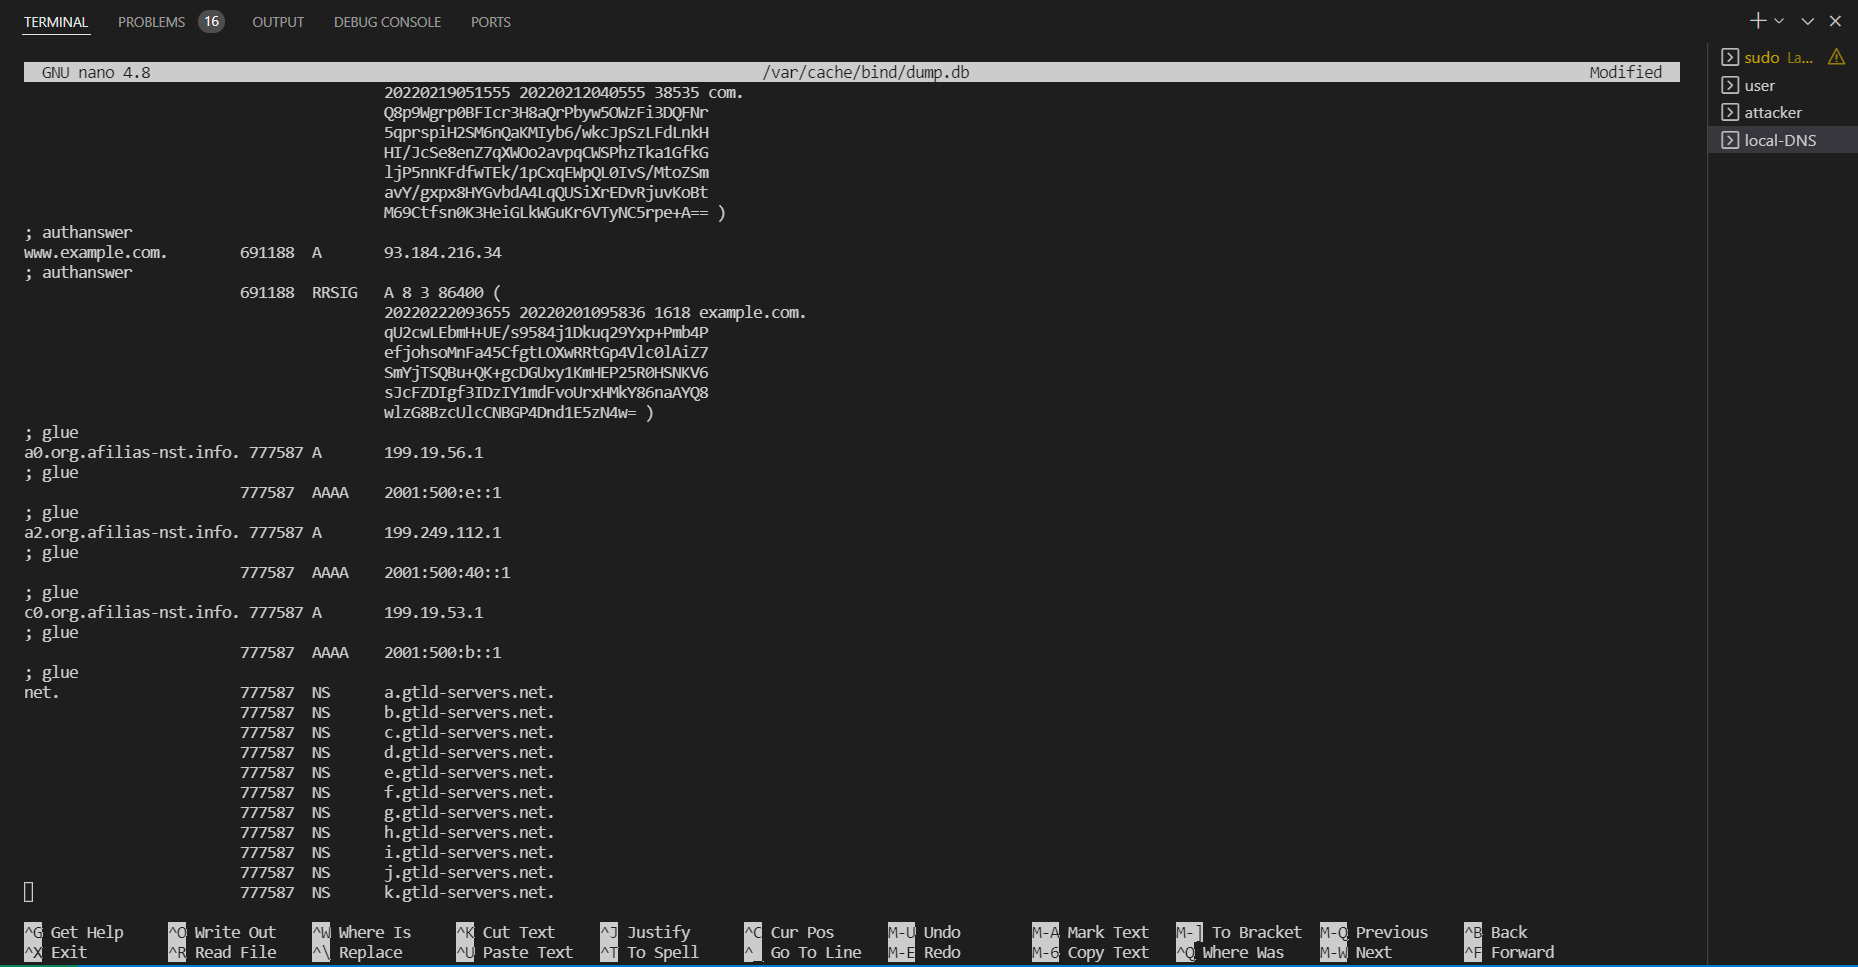 TERMINAL PROBLEMS 16 OUTPUT DEBUG CONSOLE PORTS
GNU nano 4.8 /var/cache/bind/dump.db Modified
20220219051555 20220212040555 38535 com.
Q8p9Wgrp0BFIcr3H8aQrPbyw5OWzFi3DQFNr
5qprspiH2SM6nQaKMIyb6/wkcJpSzLFdLnkH
HI/JcSe8enZ7qXWOo2avpqCWSPhzTka1GfkG
ljP5nnKFdfwTEk/1pCxqEWpQL0IvS/MtoZSm
avY/gxpx8HYGvbdA4LqQUSiXrEDvRjuvKoBt
M69Ctfsn0K3HeiGLkWGuKr6VTyNC5rpe+A== )
; authanswer
www.example.com. 691188 A 93.184.216.34
; authanswer
691188 RRSIG A 8 3 86400 (
20220222093655 20220201095836 1618 example.com.
qU2cwLEbmH+UE/s9584j1Dkuq29Yxp+Pmb4P
efjohsoMnFa45CfgtLOXwRRtGp4Vlc0lAiZ7
SmYjTSQBu+QK+gcDGUxy1KmHEP25R0HSNKV6
sJcFZDIgf3IDzIY1mdFvoUrxHMkY86naAYQ8
wlzG8BzcUlcCNBGP4Dnd1E5zN4w= )
; glue
a0.org.afilias-nst.info. 777587 A 199.19.56.1
; glue
777587 AAAA 2001:500:e::1
; glue
a2.org.afilias-nst.info. 777587 A 199.249.112.1
; glue
777587 AAAA 2001:500:40::1
; glue
c0.org.afilias-nst.info. 777587 A 199.19.53.1
; glue
777587 AAAA 2001:500:b::1
; glue
net. 777587 NS a.gtld-servers.net.
777587 NS b.gtld-servers.net.
777587 NS c.gtld-servers.net.
777587 NS d.gtld-servers.net.
777587 NS e.gtld-servers.net.
777587 NS f.gtld-servers.net.
777587 NS g.gtld-servers.net.
777587 NS h.gtld-servers.net.
777587 NS i.gtld-servers.net.
777587 NS j.gtld-servers.net.
777587 NS k.gtld-servers.net.
^G Get Help ^O Write Out ^W Where Is ^K Cut Text ^J Justify ^C Cur Pos M-U Undo M-A Mark Text M-] To Bracket M-Q Previous ^B Back
^X Exit ^R Read File ^\ Replace ^U Paste Text ^T To Spell ^_ Go To Line M-E Redo M-6 Copy Text ^Q Where Was M-W Next ^F Forward
sudo La...
user
attacker
local-DNS